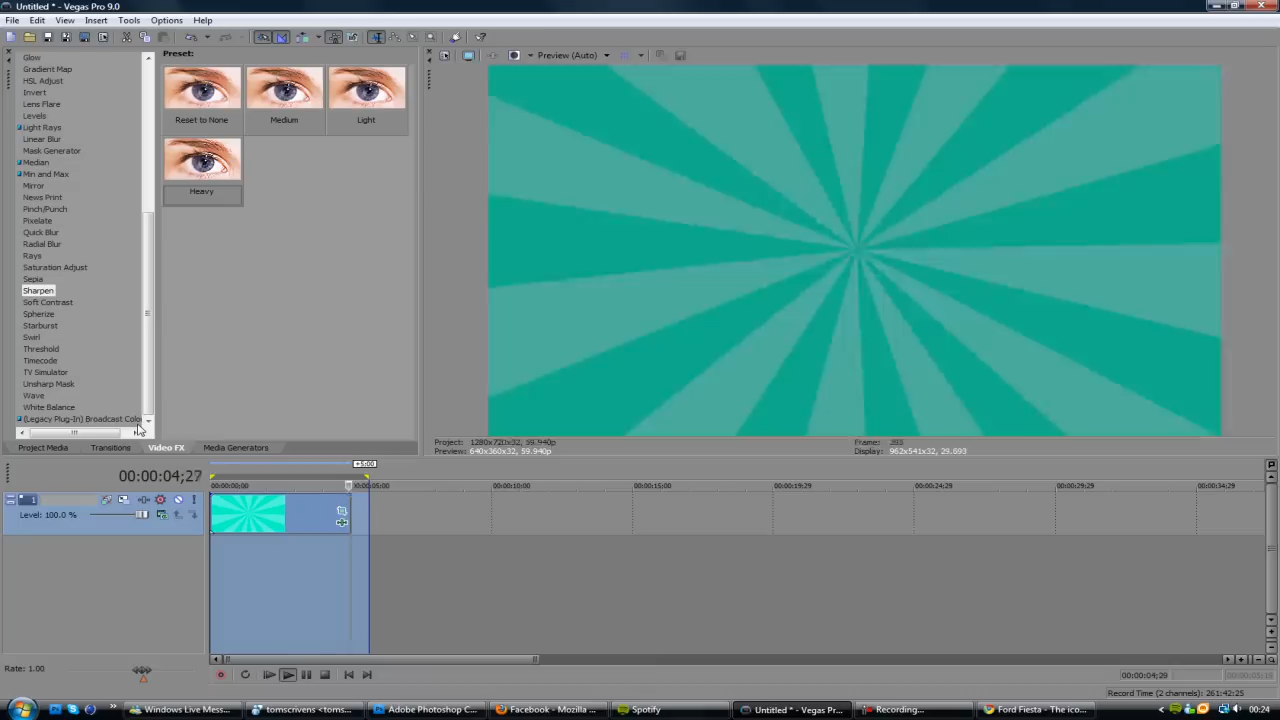 Untitled * - Vegas Pro 9.0
File Edit View Insert Tools Options Help
Glow
Gradient Map
HSL Adjust
Invert
Lens Flare
Levels
Light Rays
Linear Blur
Mask Generator
Median
Min and Max
Mirror
News Print
Pinch/Punch
Pixelate
Quick Blur
Radial Blur
Rays
Saturation Adjust
Sepia
Sharpen
Soft Contrast
Spherize
Starburst
Swirl
Threshold
Timecode
TV Simulator
Unsharp Mask
Wave
White Balance
(Legacy Plug-In) Broadcast Color
Preset:
Reset to None Medium Light
Heavy
Preview (Auto)
Project: 1280x720x32, 59.940p
Preview: 640x360x32, 59.940p
Frame: 
Display: 962x541x32, 29.693
Project Media Transitions Video FX Media Generators
00:00:04;27
+5:00
00:00:00;00 00:00:05;00 00:00:10;00 00:00:15;00 00:00:19;29 00:00:24;29 00:00:29;29 00:00:34;29
1
Level: 100.0 %
Rate: 1.00
00:00:04;29
Record Time (2 channels): 261:42:25
Windows Live Mess... tomscrivens &lt;toms... Adobe Photoshop C... Facebook - Mozilla ... Spotify Untitled * - Vegas Pr... Recording... Ford Fiesta - The ico... 00:24